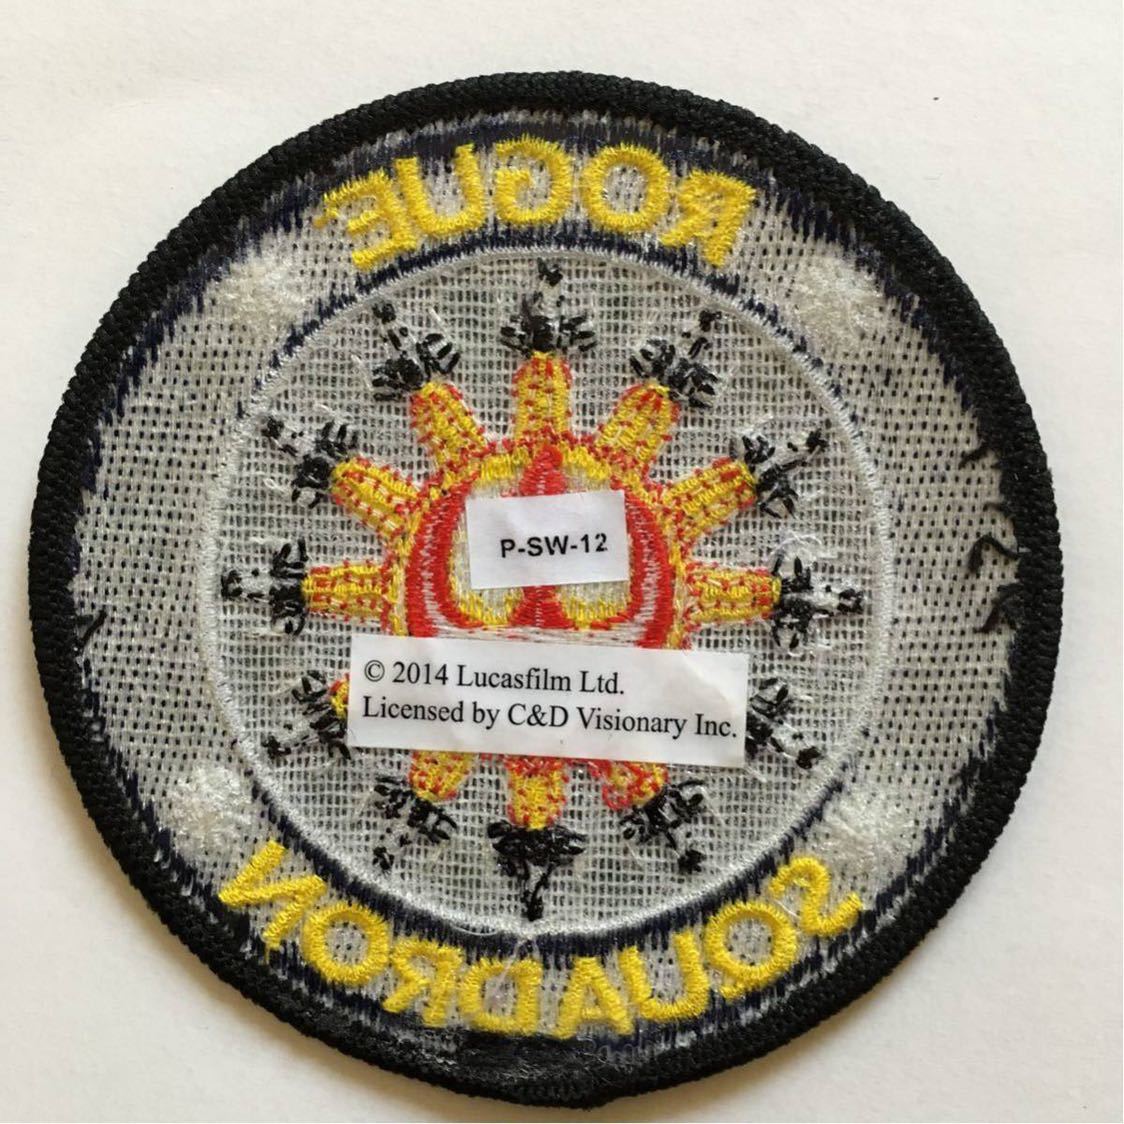 ROGUE
P-SW-12
© 2014 Lucasfilm Ltd.
Licensed by C&D Visionary Inc.
SQUADRON